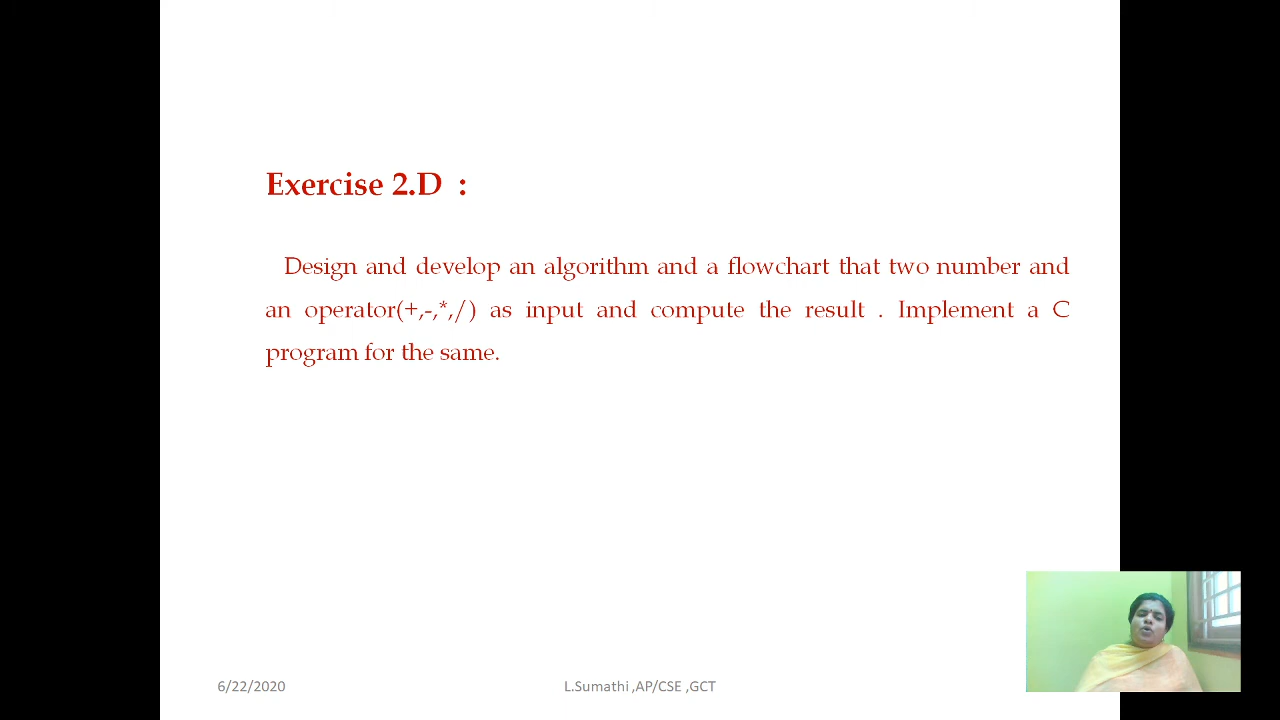 Exercise 2.D :
Design and develop an algorithm and a flowchart that two number and
an operator(+,-,*,/) as input and compute the result . Implement a C
program for the same.
6/22/2020
L.Sumathi ,AP/CSE ,GCT